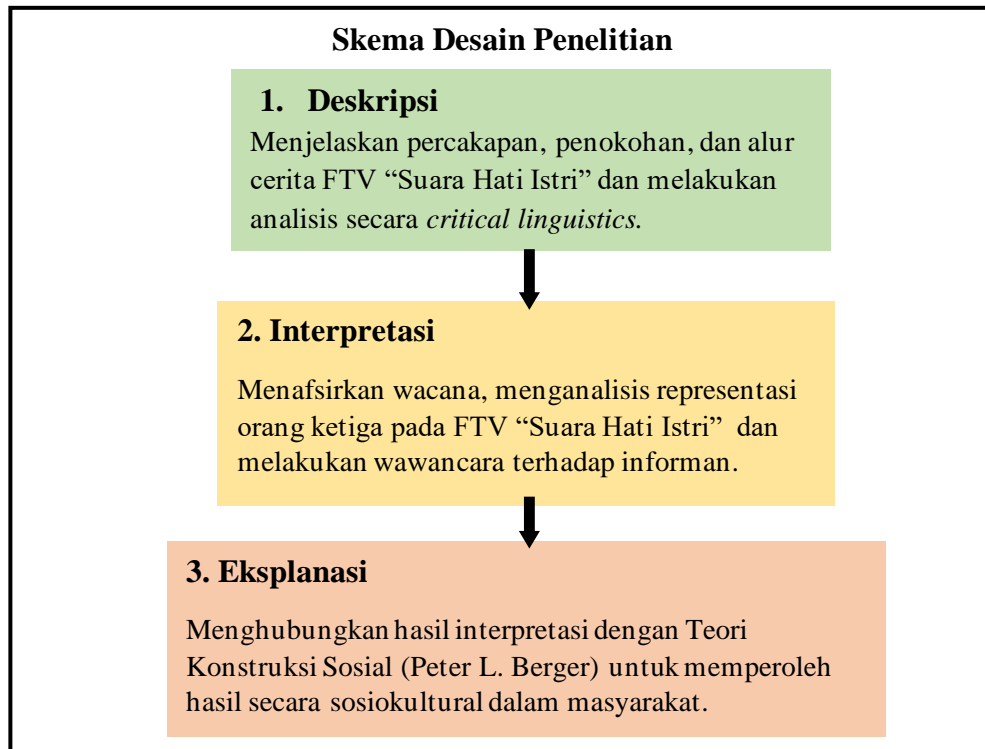 Skema Desain Penelitian
1. Deskripsi
Menjelaskan percakapan, penokohan, dan alur
cerita FTV “Suara Hati Istri” dan melakukan
analisis secara critical linguistics.
2. Interpretasi
Menafsirkan wacana, menganalisis representasi
orang ketiga pada FTV “Suara Hati Istri” dan
melakukan wawancara terhadap informan.
3. Eksplanasi
Menghubungkan hasil interpretasi dengan Teori
Konstruksi Sosial (Peter L. Berger) untuk memperoleh
hasil secara sosiokultural dalam masyarakat.